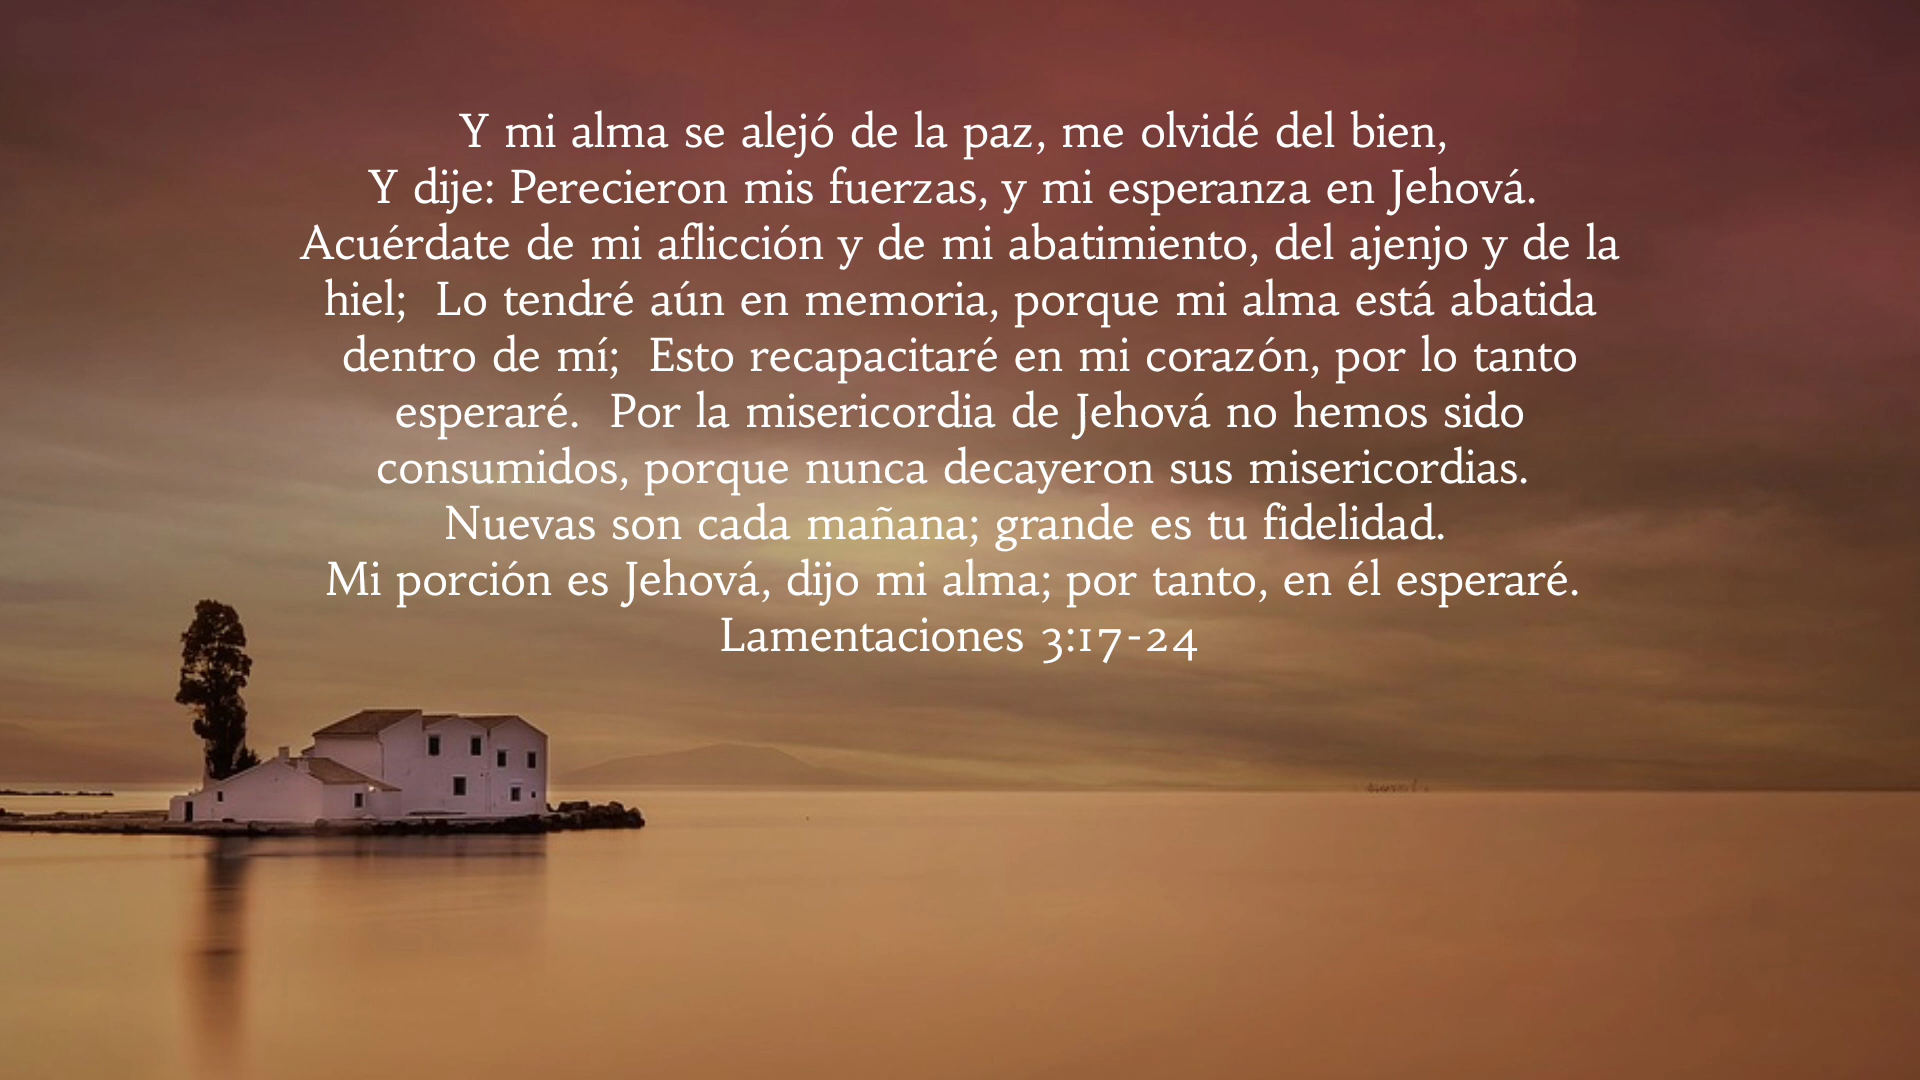 Y mi alma se alejó de la paz, me olvidé del bien,
Y dije: Perecieron mis fuerzas, y mi esperanza en Jehová.
Acuérdate de mi aflicción y de mi abatimiento, del ajenjo y de la
hiel;  Lo tendré aún en memoria, porque mi alma está abatida
dentro de mí;  Esto recapacitaré en mi corazón, por lo tanto
esperaré.  Por la misericordia de Jehová no hemos sido
consumidos, porque nunca decayeron sus misericordias.
Nuevas son cada mañana; grande es tu fidelidad.
Mi porción es Jehová, dijo mi alma; por tanto, en él esperaré.
Lamentaciones 3:17-24